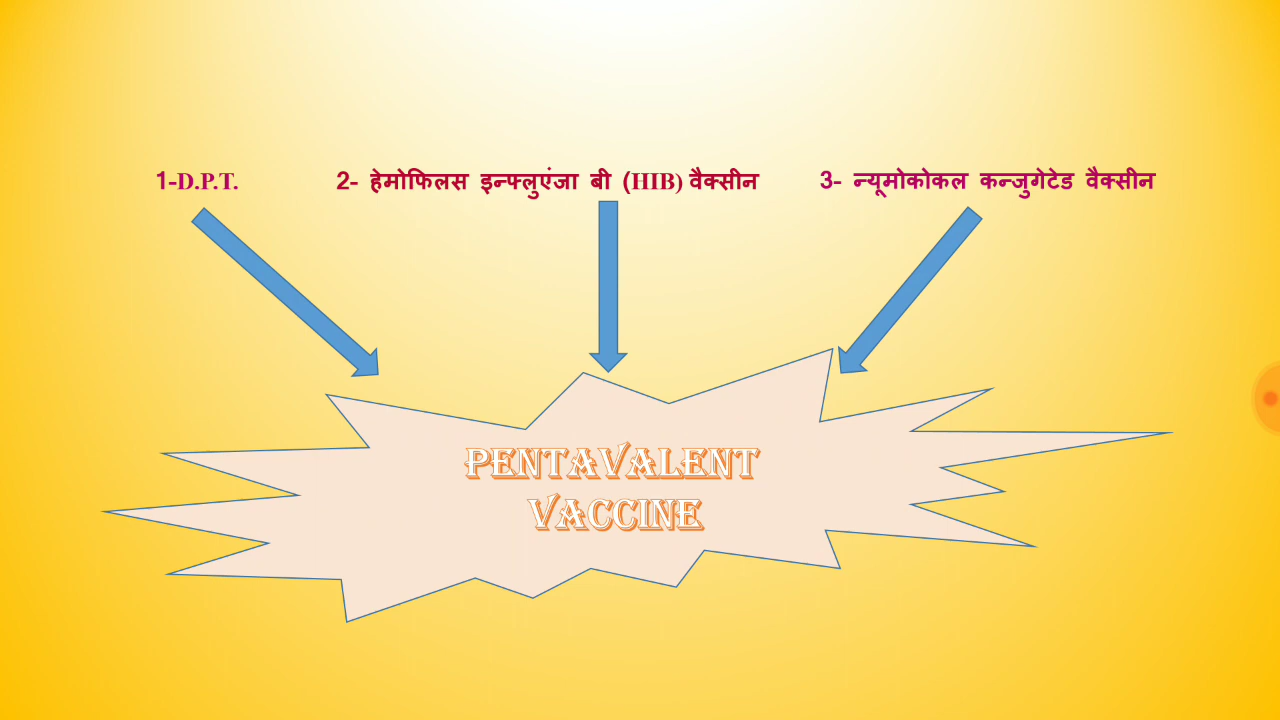 1-D.P.T. 2- हेमोफिलस इन्फ्लुएंजा बी (HIB) वैक्सीन 3- न्यूमोकोकल कन्जुगेटेड वैक्सीन
PENTAVALENT
VACCINE